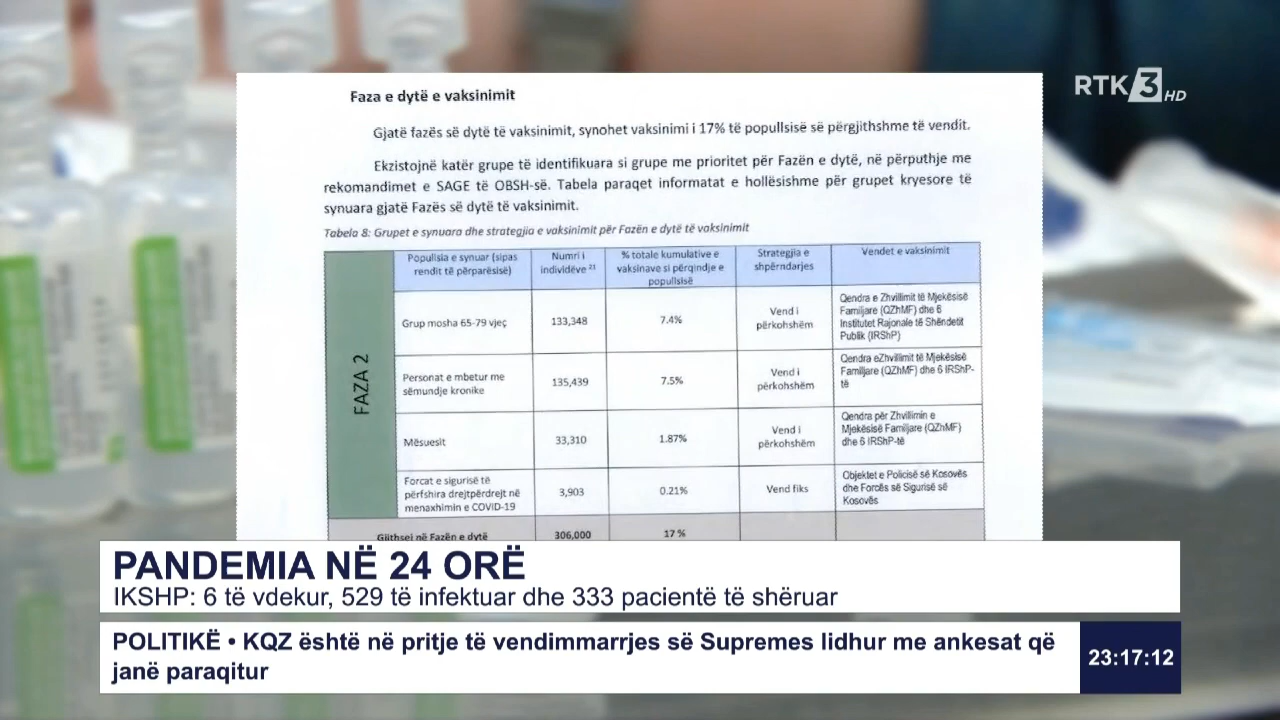 RTK 3 HD
Faza e dytë e vaksinimit
Gjatë fazës së dytë të vaksinimit, synohet vaksinimi i 17% të popullsisë së përgjithshme të vendit.
Ekzistojnë katër grupe të identifikuara si grupe me prioritet për Fazën e dytë, në përputhje me
rekomandimet e SAGE të OBSH-së. Tabela paraqet informatat e hollësishme për grupet kryesore të
synuara gjatë Fazës së dytë të vaksinimit.
Tabela 8: Grupet e synuara dhe strategjia e vaksinimit për Fazën e dytë të vaksinimit
Popullsia e synuar (sipas
rendit të përparësisë)
Numri i
individëve 21
% totale kumulative e
vaksinave si përqindje e
popullsisë
Strategjia e
shpërndarjes
Vendet e vaksinimit
FAZA 2
Grup mosha 65-79 vjeç
133,348
7.4%
Vend i
përkohshëm
Qendra e Zhvillimit të Mjekësisë
Familjare (QZhMF) dhe 6
Institutet Rajonale të Shëndetit
Publik (IRShP)
Personat e mbetur me
sëmundje kronike
135,439
7.5%
Vend i
përkohshëm
Qendra eZhvillimit të Mjekësisë
Familjare (QZhMF) dhe 6 IRShP-
të
Mësuesit
33,310
1.87%
Vend i
përkohshëm
Qendra për Zhvillimin e
Mjekësisë Familjare (QZhMF)
dhe 6 IRShP-të
Forcat e sigurisë të
përfshira drejtpërdrejt në
menaxhimin e COVID-19
3,903
0.21%
Vend fiks
Objektet e Policisë së Kosovës
dhe Forcës së Sigurisë së
Kosovës
Gjithsej në Fazën e dytë
306,000
17 %
PANDEMIA NË 24 ORË
IKSHP: 6 të vdekur, 529 të infektuar dhe 333 pacientë të shëruar
POLITIKË • KQZ është në pritje të vendimmarrjes së Supremes lidhur me ankesat që
janë paraqitur
23:17:12